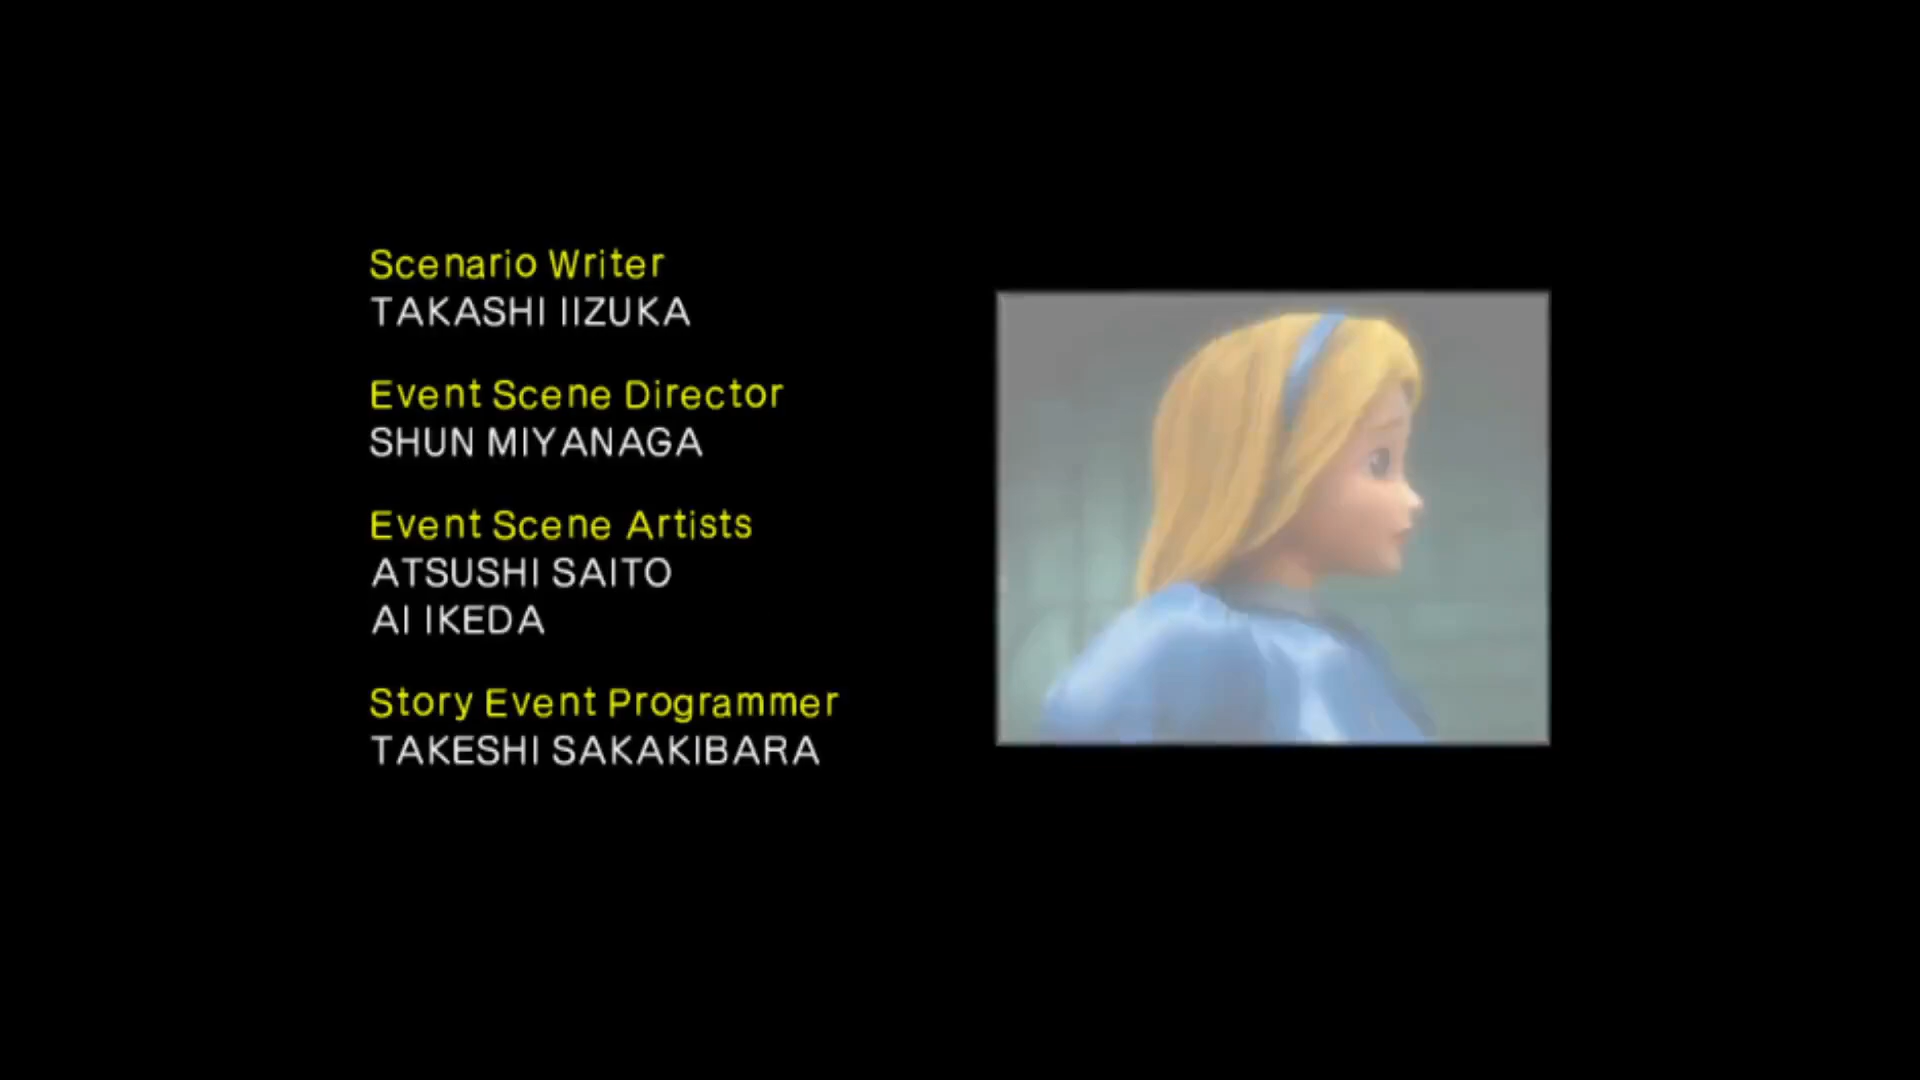 Scenario Writer
TAKASHI IIZUKA
Event Scene Director
SHUN MIYANAGA
Event Scene Artists
ATSUSHI SAITO
AI IKEDA
Story Event Programmer
TAKESHI SAKAKIBARA